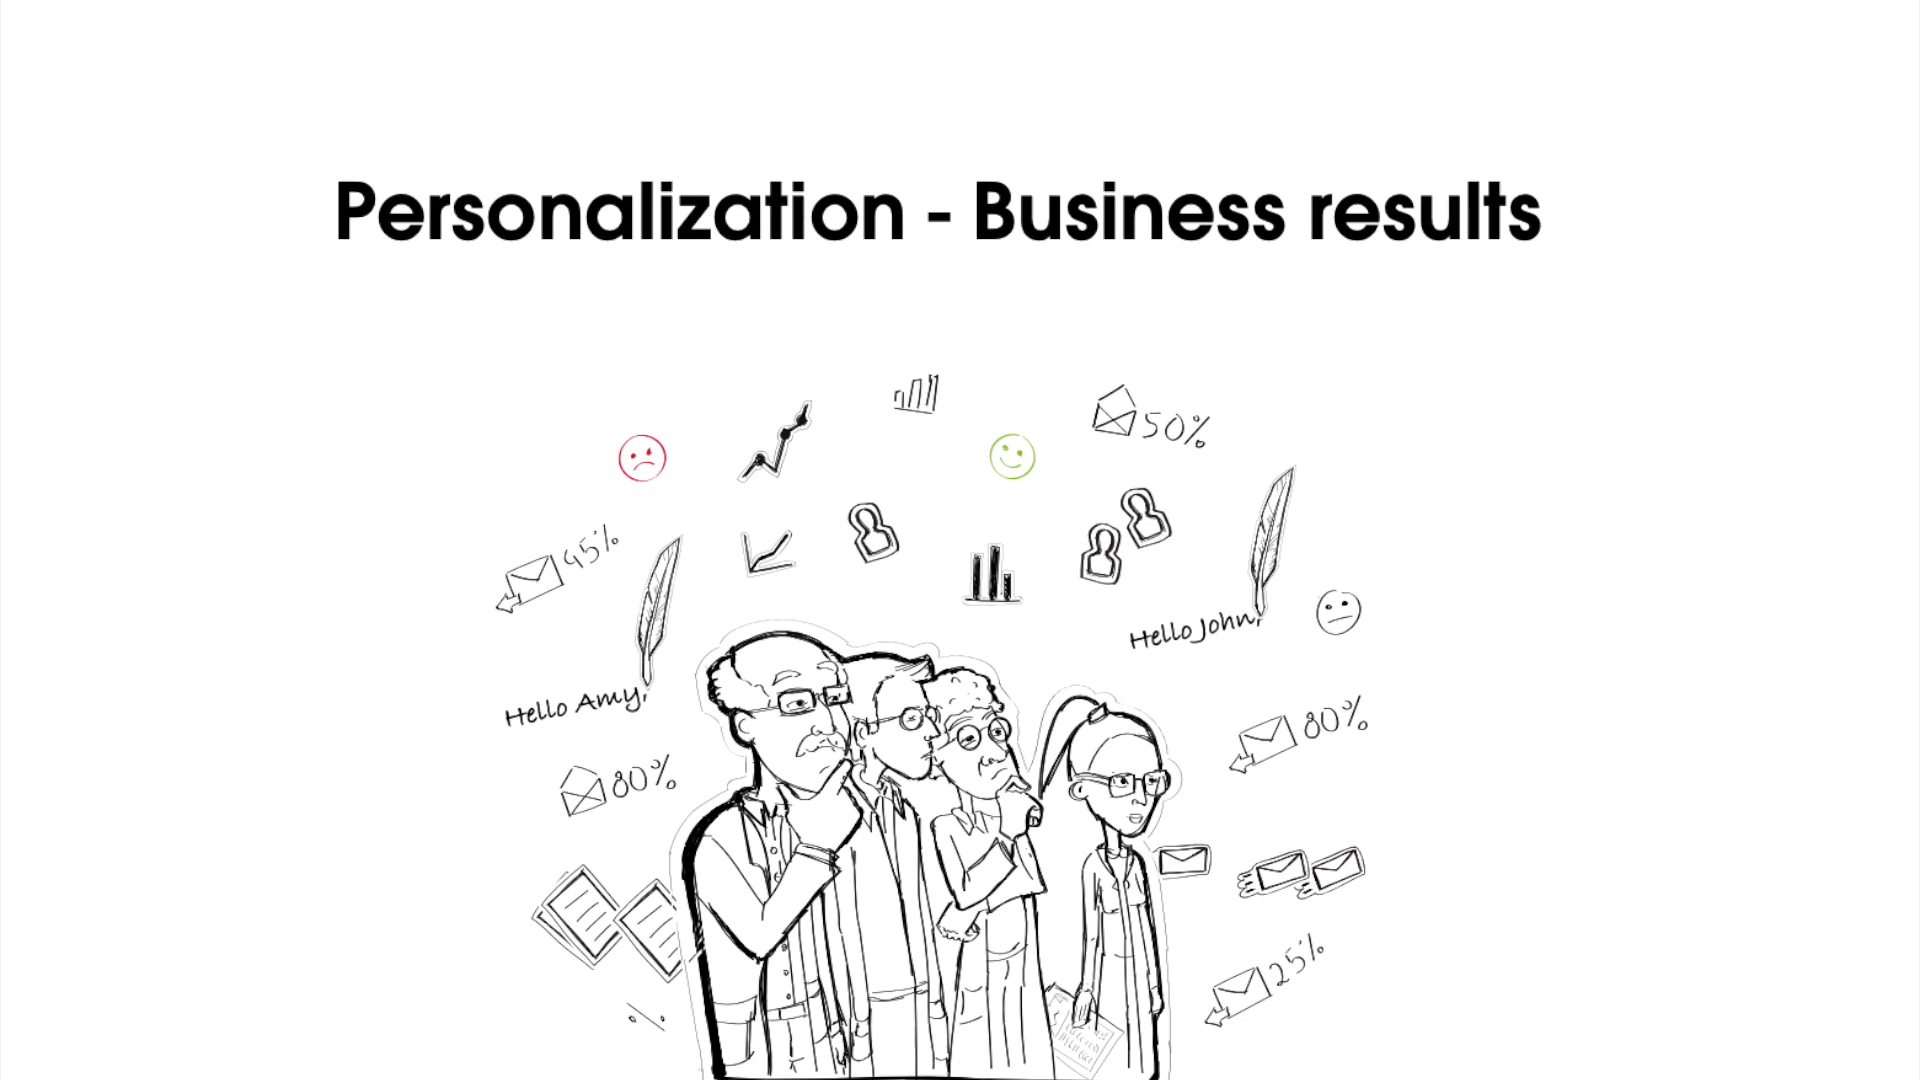 Personalization - Business results
50%
45%
Hello John,
Hello Amy,
80%
80%
25%
%